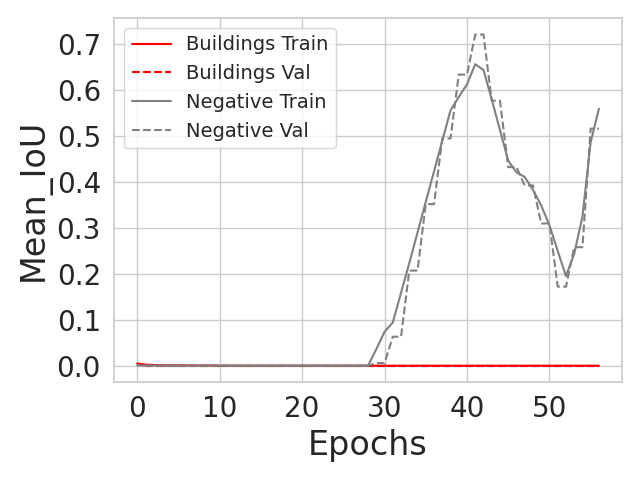 Buildings Train
Buildings Val
Negative Train
Negative Val
Mean_IoU
0.7
0.6
0.5
0.4
0.3
0.2
0.1
0.0
0 10 20 30 40 50
Epochs